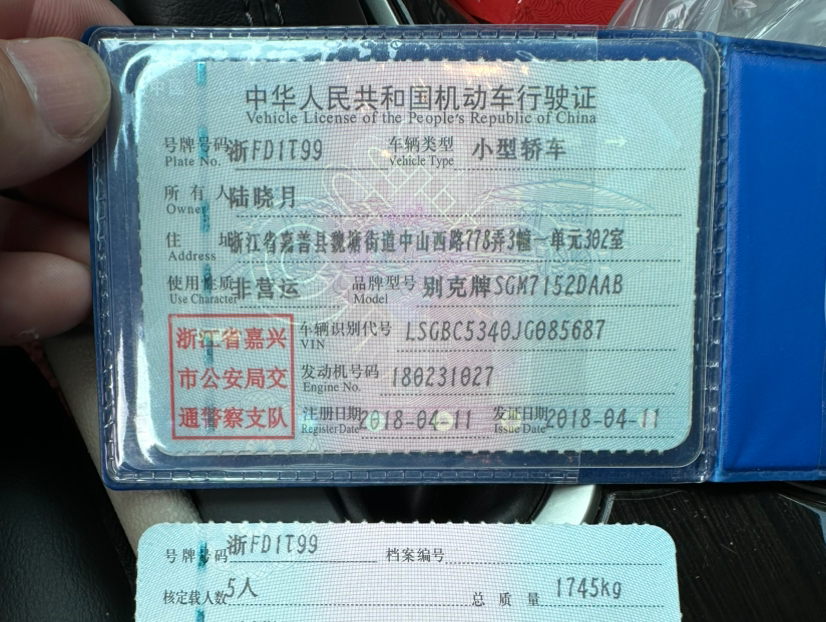 中华人民共和国机动车行驶证
Vehicle License of the People's Republic of China
号牌号码 浙FD1T99 车辆类型 小型轿车
Plate No. Vehicle Type
所有人 陆晓月
Owner
住址 浙江省嘉善县魏塘街道中山西路778弄3幢一单元302室
Address
使用性质 非营运 品牌型号 别克牌SGM7152DAAB
Use Character Model
浙江省嘉兴
市公安局交
通警察支队
车辆识别代号 LSGBC5340JG085687
VIN
发动机号码 180231027
Engine No.
注册日期 2018-04-11 发证日期 2018-04-11
Register Date Issue Date
号牌号码 浙FD1T99 档案编号
核定载人数 5人 总质量 1745kg